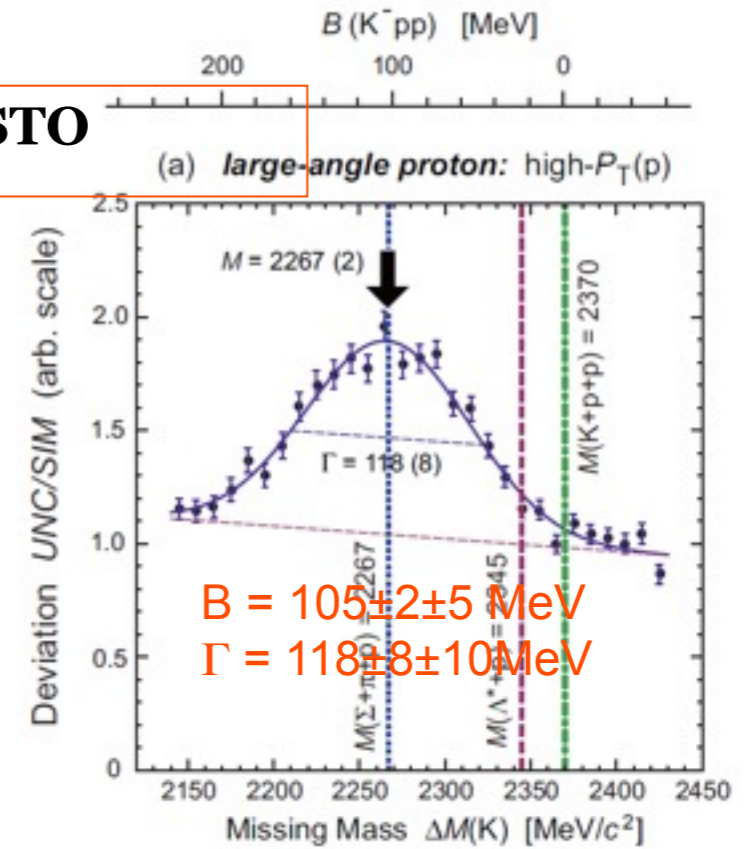 B (K⁻pp) [MeV]
200 100 0
STO
(a) large-angle proton: high-P_T(p)
Deviation UNC/SIM (arb. scale)
2.5
2.0
1.5
1.0
0.5
0
M = 2267 (2)
Γ = 118 (8)
M(Σ+π+p) = 2267
M(Λ*+p) = 2345
M(K+p+p) = 2370
B = 105±2±5 MeV
Γ = 118±8±10MeV
2150 2200 2250 2300 2350 2400 2450
Missing Mass ΔM(K) [MeV/c²]